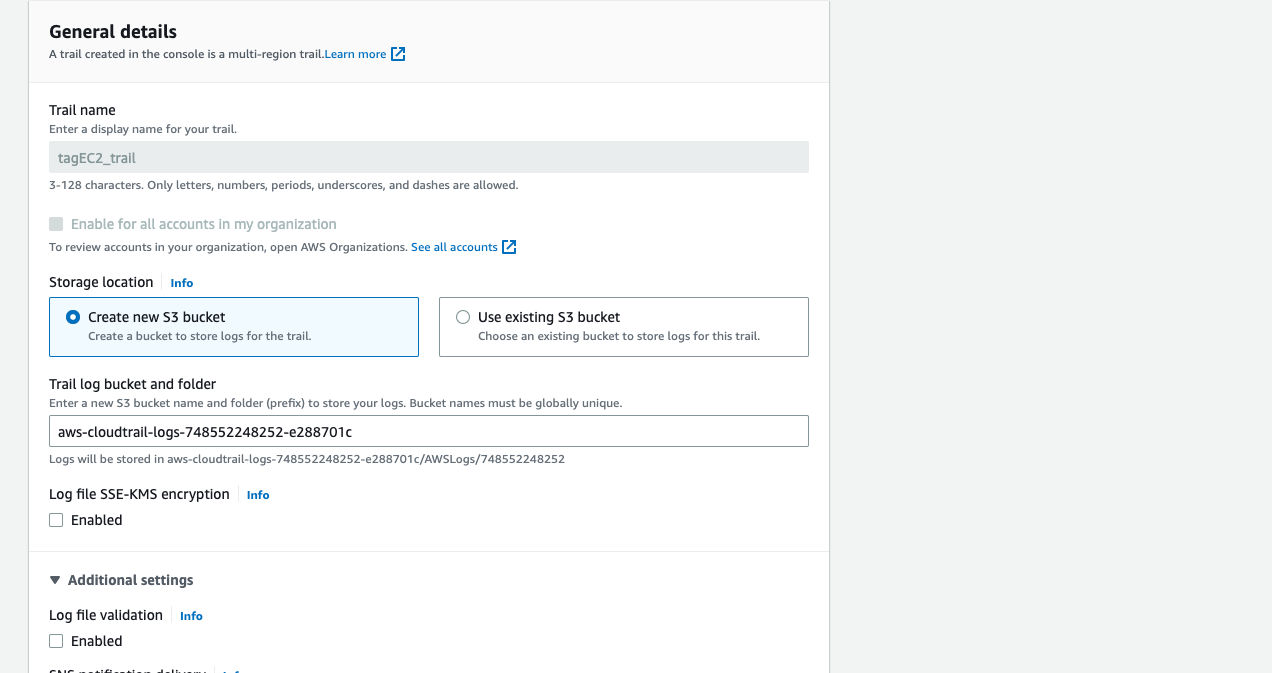 General details
A trail created in the console is a multi-region trail.Learn more
Trail name
Enter a display name for your trail.
tagEC2_trail
3-128 characters. Only letters, numbers, periods, underscores, and dashes are allowed.
Enable for all accounts in my organization
To review accounts in your organization, open AWS Organizations. See all accounts
Storage location Info
Create new S3 bucket
Create a bucket to store logs for the trail.
Use existing S3 bucket
Choose an existing bucket to store logs for this trail.
Trail log bucket and folder
Enter a new S3 bucket name and folder (prefix) to store your logs. Bucket names must be globally unique.
aws-cloudtrail-logs-748552248252-e288701c
Logs will be stored in aws-cloudtrail-logs-748552248252-e288701c/AWSLogs/748552248252
Log file SSE-KMS encryption Info
Enabled
Additional settings
Log file validation Info
Enabled
SNS notification delivery Info